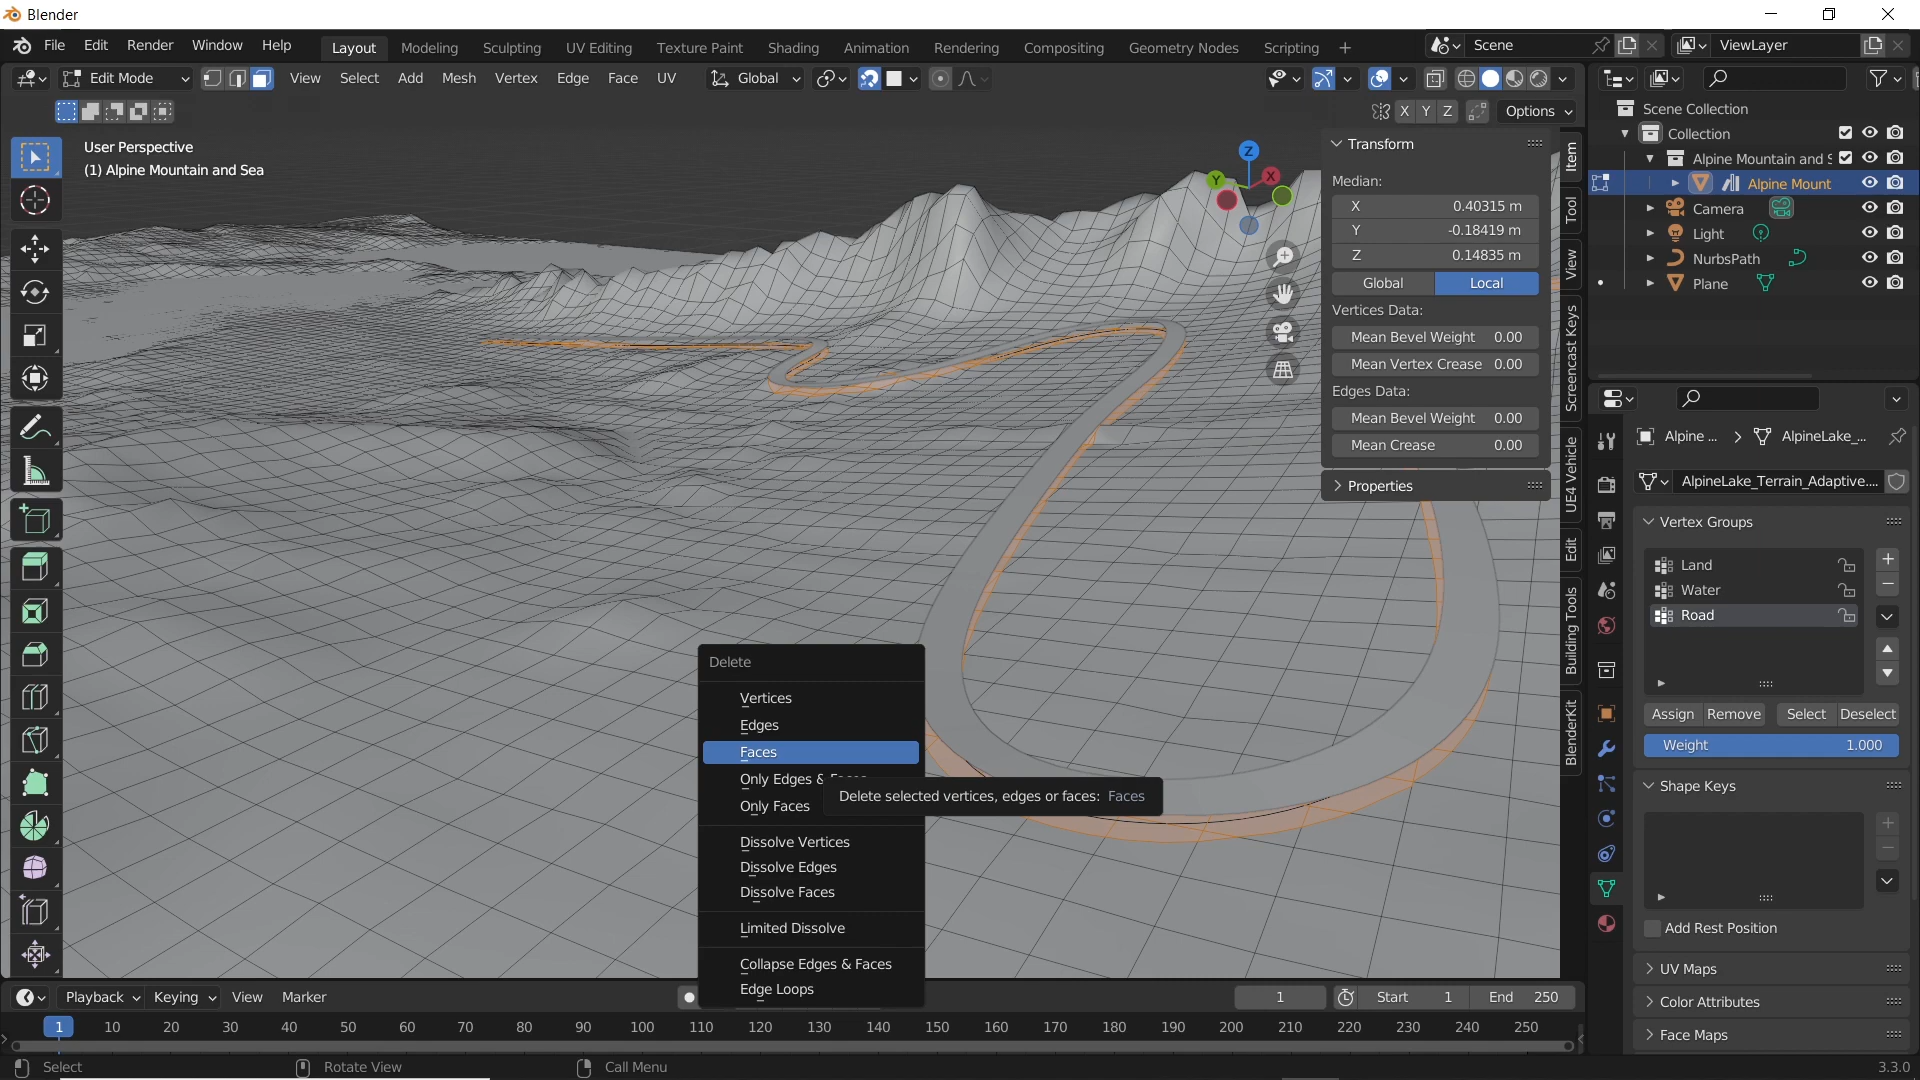 Blender
File Edit Render Window Help Layout Modeling Sculpting UV Editing Texture Paint Shading Animation Rendering Compositing Geometry Nodes Scripting + Scene ViewLayer
Edit Mode View Select Add Mesh Vertex Edge Face UV Global
X Y Z Options
User Perspective
(1) Alpine Mountain and Sea
Z
Y
X
Transform
Median:
X 0.40315 m
Y -0.18419 m
Z 0.14835 m
Global Local
Vertices Data:
Mean Bevel Weight 0.00
Mean Vertex Crease 0.00
Edges Data:
Mean Bevel Weight 0.00
Mean Crease 0.00
Properties
Item
Tool
View
Screencast Keys
UE4 Vehicle
Edit
Building Tools
BlenderKit
Scene Collection
Collection
Alpine Mountain and S
Alpine Mount
Camera
Light
NurbsPath
Plane
Alpine ... AlpineLake_...
AlpineLake_Terrain_Adaptive....
Vertex Groups
Land
Water
Road
Assign Remove Select Deselect
Weight 1.000
Shape Keys
Add Rest Position
UV Maps
Color Attributes
Face Maps
Delete
Vertices
Edges
Faces
Only Edges &
Only Faces
Delete selected vertices, edges or faces: Faces
Dissolve Vertices
Dissolve Edges
Dissolve Faces
Limited Dissolve
Collapse Edges & Faces
Edge Loops
Playback Keying View Marker 1 Start 1 End 250
1 10 20 30 40 50 60 70 80 90 100 110 120 130 140 150 160 170 180 190 200 210 220 230 240 250
Select Rotate View Call Menu 3.3.0